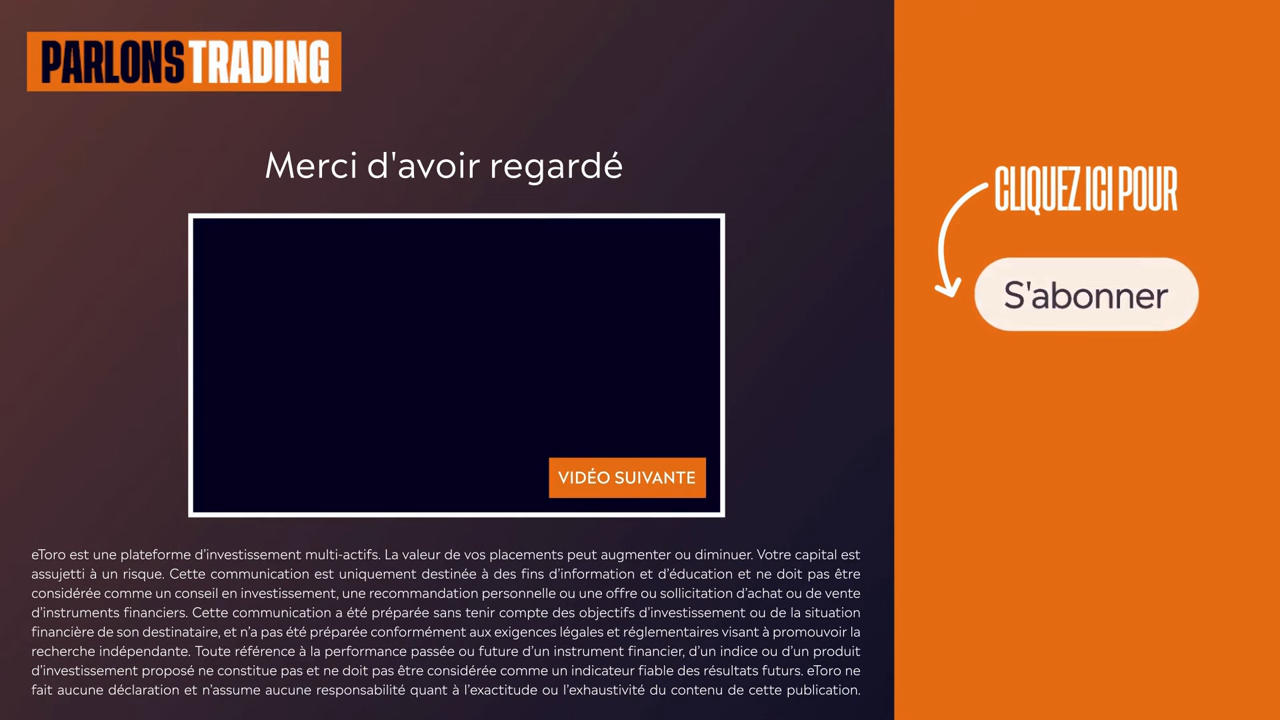 PARLONS TRADING
Merci d'avoir regardé
VIDÉO SUIVANTE
CLIQUEZ ICI POUR
S'abonner
eToro est une plateforme d'investissement multi-actifs. La valeur de vos placements peut augmenter ou diminuer. Votre capital est
assujetti à un risque. Cette communication est uniquement destinée à des fins d'information et d'éducation et ne doit pas être
considérée comme un conseil en investissement, une recommandation personnelle ou une offre ou sollicitation d'achat ou de vente
d'instruments financiers. Cette communication a été préparée sans tenir compte des objectifs d'investissement ou de la situation
financière de son destinataire, et n'a pas été préparée conformément aux exigences légales et réglementaires visant à promouvoir la
recherche indépendante. Toute référence à la performance passée ou future d'un instrument financier, d'un indice ou d'un produit
d'investissement proposé ne constitue pas et ne doit pas être considérée comme un indicateur fiable des résultats futurs. eToro ne
fait aucune déclaration et n'assume aucune responsabilité quant à l'exactitude ou l'exhaustivité du contenu de cette publication.